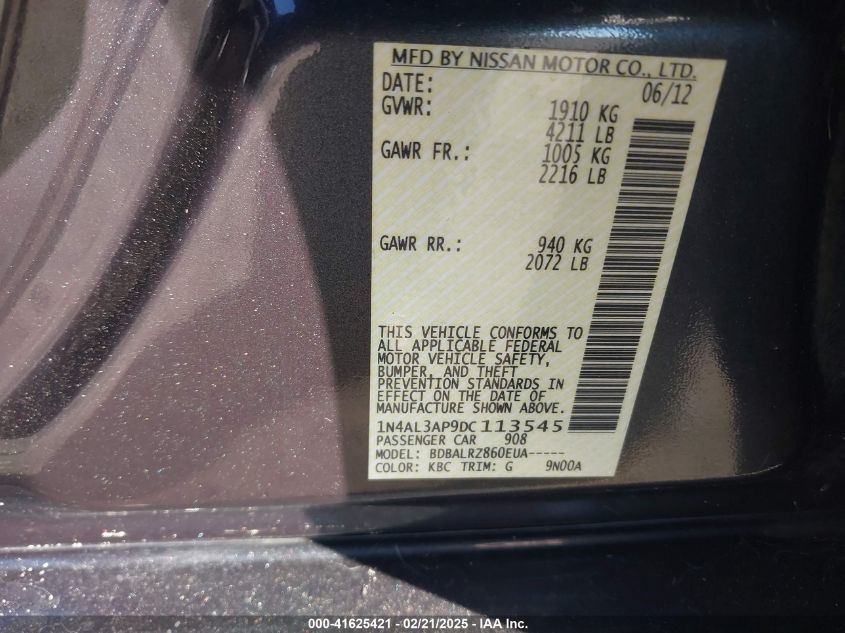 MFD BY NISSAN MOTOR CO., LTD.
DATE: 06/12
GVWR: 1910 KG
4211 LB
GAWR FR.: 1005 KG
2216 LB
GAWR RR.: 940 KG
2072 LB
THIS VEHICLE CONFORMS TO
ALL APPLICABLE FEDERAL
MOTOR VEHICLE SAFETY,
BUMPER, AND THEFT
PREVENTION STANDARDS IN
EFFECT ON THE DATE OF
MANUFACTURE SHOWN ABOVE.
1N4AL3AP9DC113545
PASSENGER CAR 908
MODEL: BDBALRZ860EUA-----
COLOR: KBC TRIM: G 9N00A
000-41625421 - 02/21/2025 - IAA Inc.